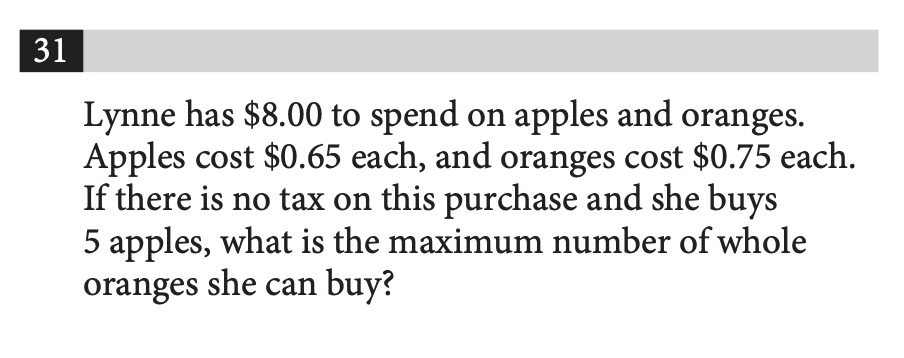 31
Lynne has $8.00 to spend on apples and oranges.
Apples cost $0.65 each, and oranges cost $0.75 each.
If there is no tax on this purchase and she buys
5 apples, what is the maximum number of whole
oranges she can buy?